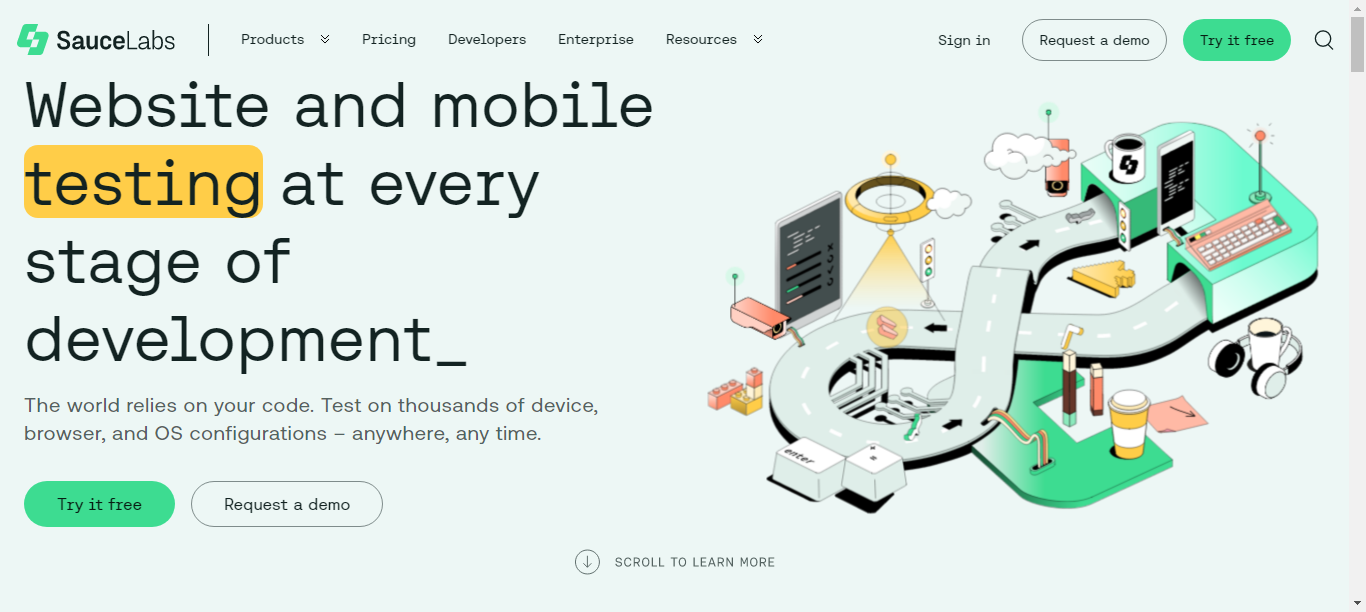 SauceLabs
Products
Pricing
Developers
Enterprise
Resources
Sign in
Request a demo
Try it free
Website and mobile
testing at every
stage of
development_
The world relies on your code. Test on thousands of device,
browser, and OS configurations – anywhere, any time.
Try it free
Request a demo
enter
SCROLL TO LEARN MORE